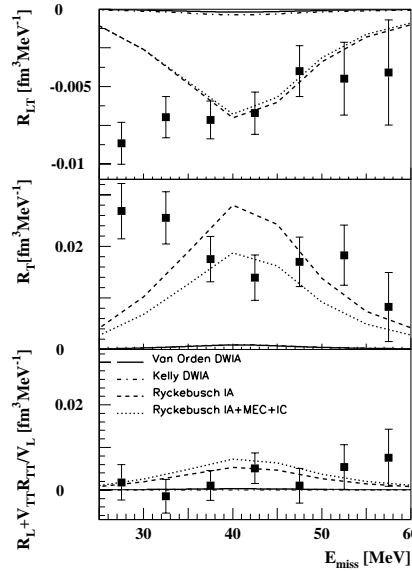 0
-0.005
-0.01
R_LT [fm³MeV⁻¹]
0.02
0
R_T[fm³MeV⁻¹]
Van Orden DWIA
Kelly DWIA
Ryckebusch IA
Ryckebusch IA+MEC+IC
0.02
0
R_L+V_TT R_TT/V_L [fm³MeV⁻¹]
30 40 50 60
E_miss [MeV]